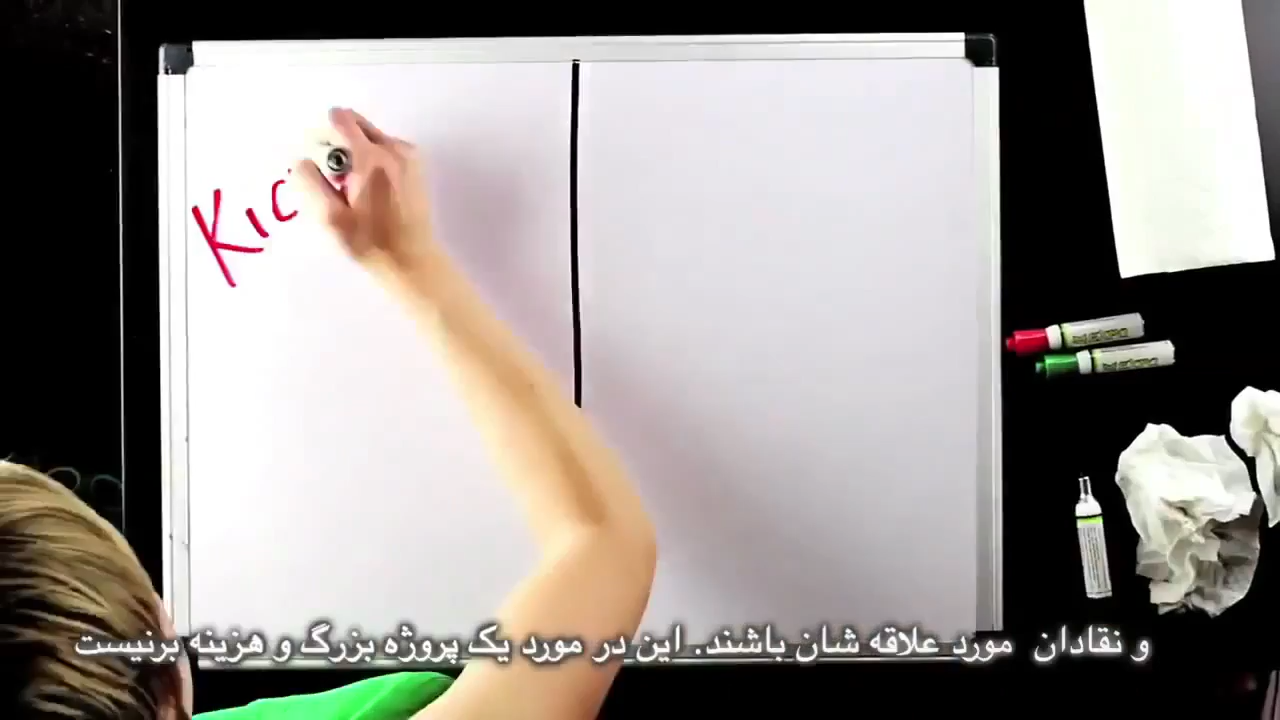 KIC
و نقادان مورد علاقه شان باشند. این در مورد یک پروژه بزرگ و هزینه برنیست